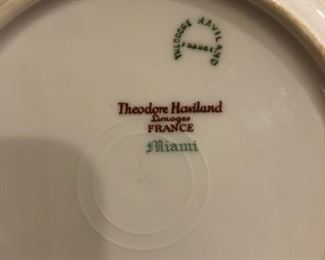 THEODORE HAVILAND
FRANCE
Theodore Haviland
Limoges
FRANCE
Miami